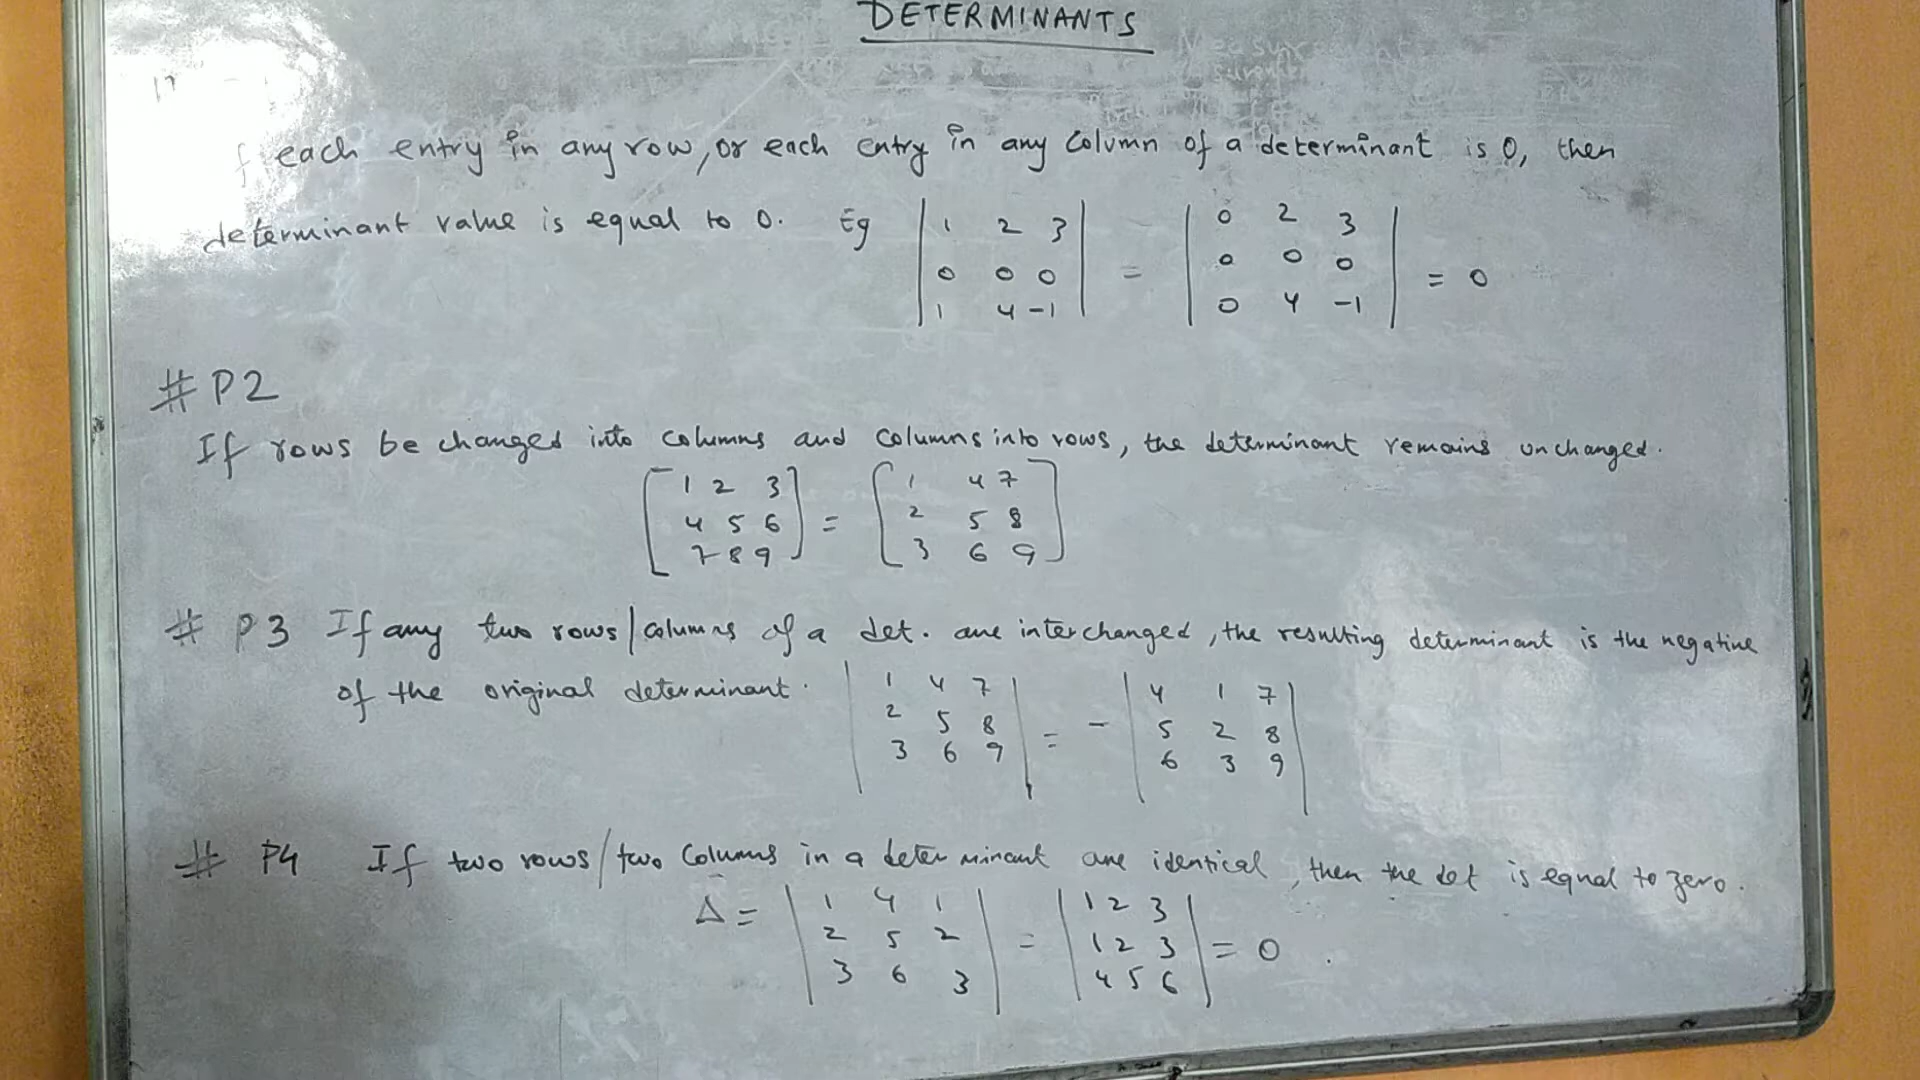 DETERMINANTS
f each entry in any row, or each entry in any column of a determinant is 0, then
determinant value is equal to 0. Eg | 1 2 3 | = | 0 2 3 | = 0
| 0 0 0 | | 0 0 0 |
| 1 4 -1 | | 0 4 -1 |
# P2
If rows be changed into columns and columns into rows, the determinant remains unchanged.
[ 1 2 3 ] = [ 1 4 7 ]
[ 4 5 6 ] [ 2 5 8 ]
[ 7 8 9 ] [ 3 6 9 ]
# P3 If any two rows/columns of a det. are interchanged, the resulting determinant is the negative
of the original determinant. | 1 4 7 | = - | 4 1 7 |
| 2 5 8 | | 5 2 8 |
| 3 6 9 | | 6 3 9 |
# P4 If two rows/two columns in a determinant are identical, then the det is equal to zero.
Δ = | 1 4 1 | = | 1 2 3 | = 0.
| 2 5 2 | | 1 2 3 |
| 3 6 3 | | 4 5 6 |